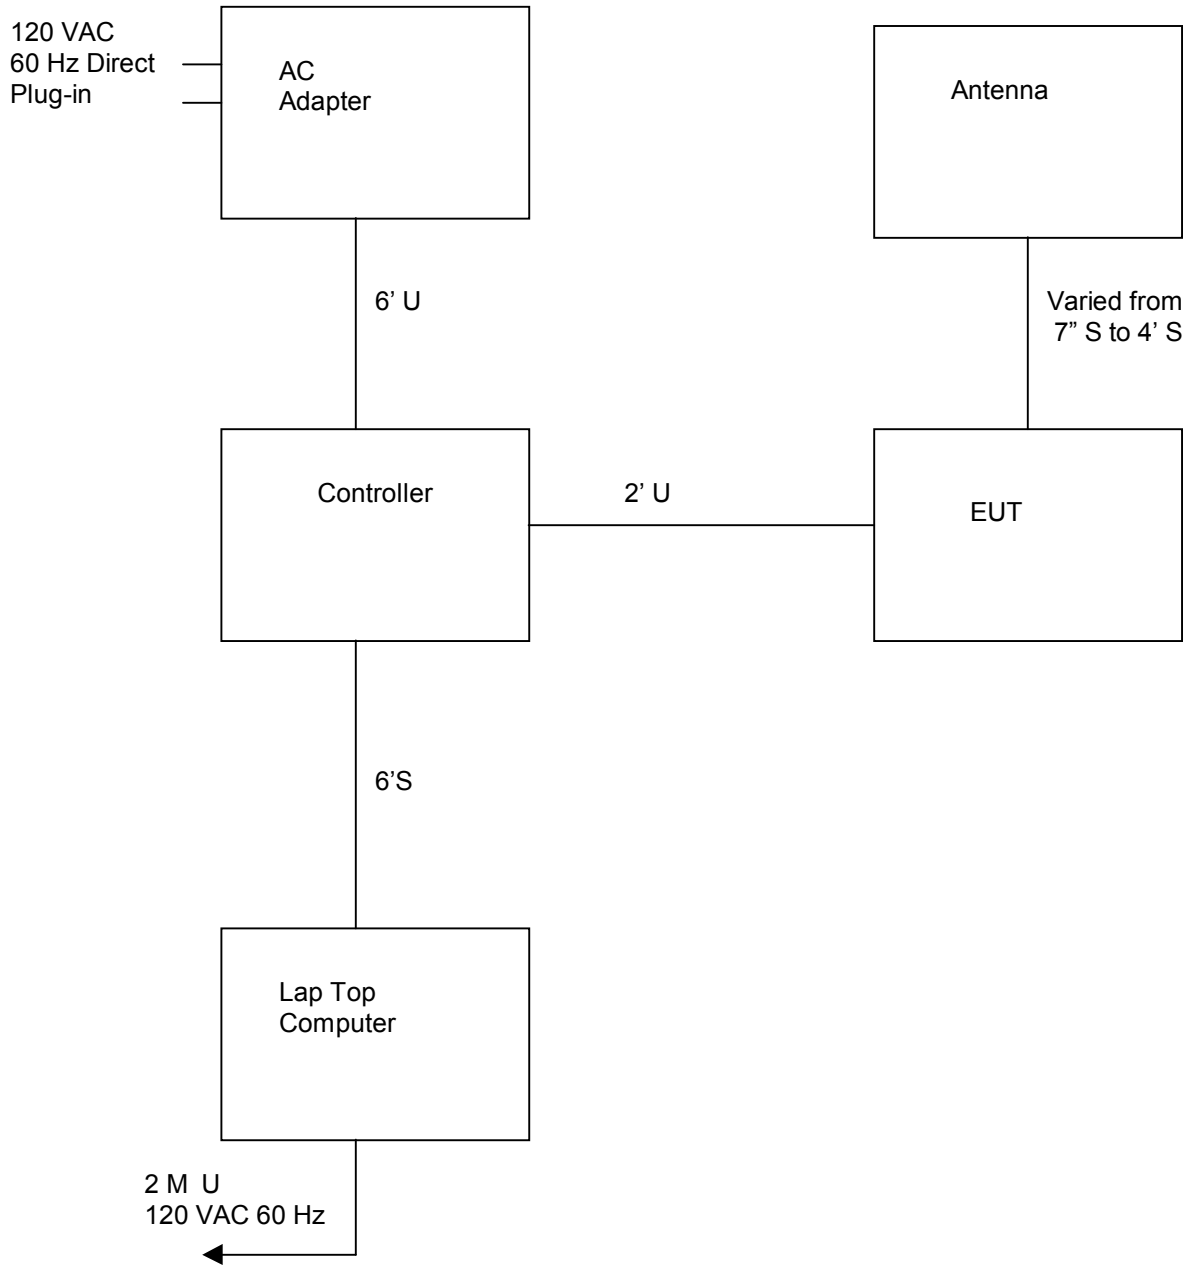 120 VAC
60 Hz Direct
Plug-in
AC
Adapter
Antenna
6’ U
Varied from
7” S to 4’ S
Controller
2’ U
EUT
6’S
Lap Top
Computer
2 M  U
120 VAC 60 Hz